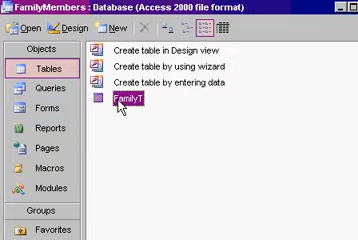 FamilyMembers : Database (Access 2000 file format)
Open Design New
Objects
Tables
Queries
Forms
Reports
Pages
Macros
Modules
Groups
Favorites
Create table in Design view
Create table by using wizard
Create table by entering data
FamilyT